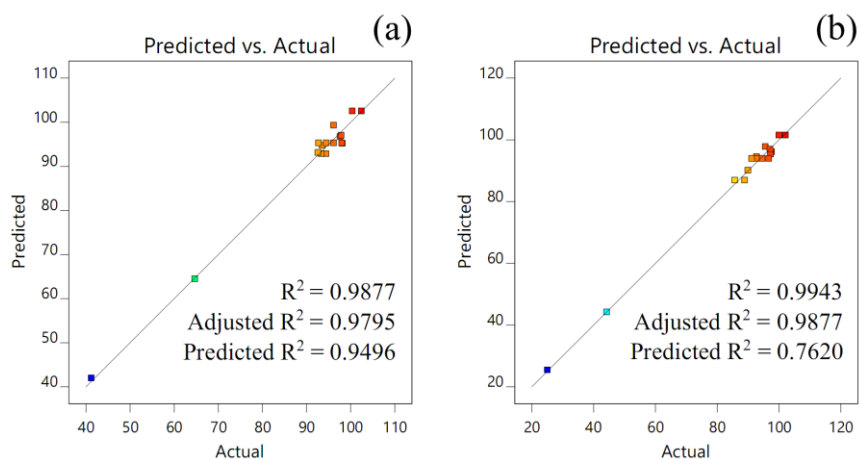 (a)
Predicted vs. Actual
110
100
90
80
70
60
50
40
Predicted
R² = 0.9877
Adjusted R² = 0.9795
Predicted R² = 0.9496
40 50 60 70 80 90 100 110
Actual
(b)
Predicted vs. Actual
120
100
80
60
40
20
Predicted
R² = 0.9943
Adjusted R² = 0.9877
Predicted R² = 0.7620
20 40 60 80 100 120
Actual